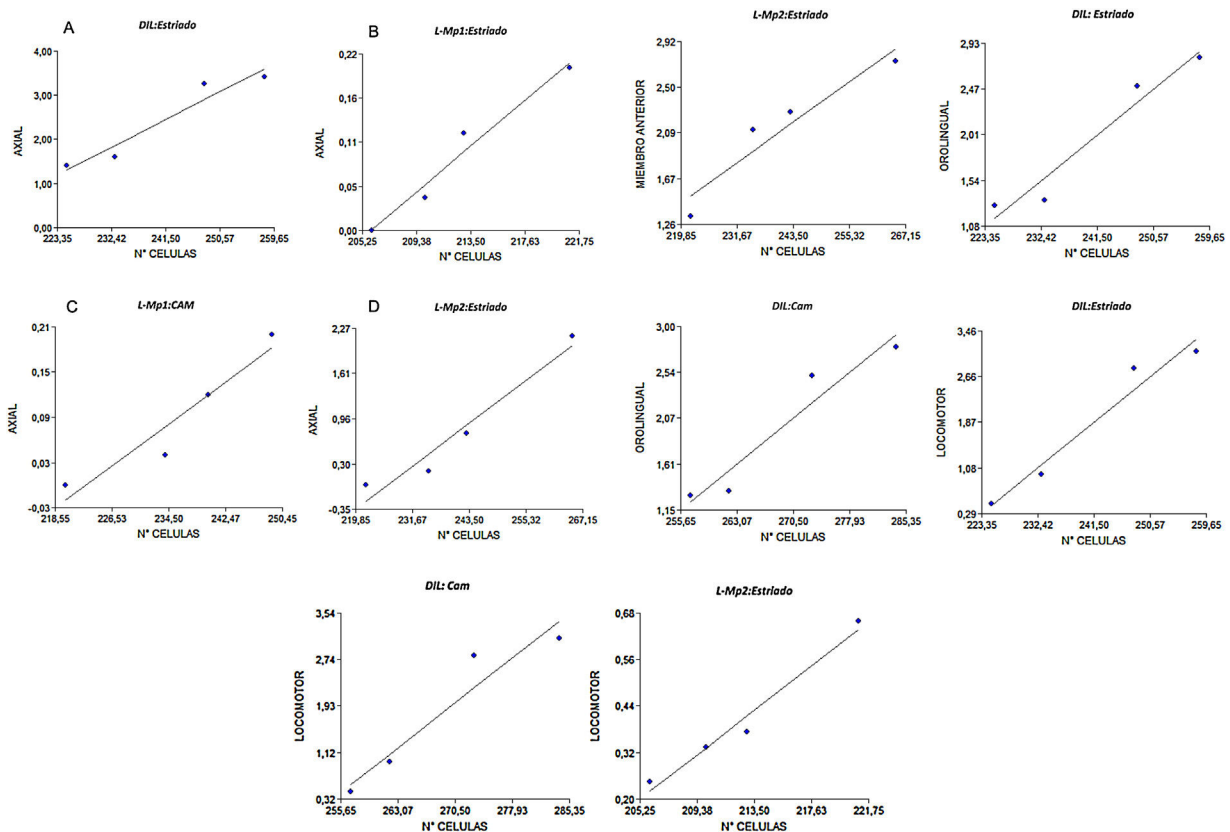 A
DIL:Estriado
4,00
3,00
2,00
1,00
0,00
AXIAL
223,35 232,42 241,50 250,57 259,65
N° CELULAS
B
L-Mp1:Estriado
0,22
0,16
0,11
0,05
0,00
AXIAL
205,25 209,38 213,50 217,63 221,75
N° CELULAS
L-Mp2:Estriado
2,92
2,50
2,09
1,67
1,26
MIEMBRO ANTERIOR
219,85 231,67 243,50 255,32 267,15
N° CELULAS
DIL: Estriado
2,93
2,47
2,01
1,54
1,08
OROLINGUAL
223,35 232,42 241,50 250,57 259,65
N° CELULAS
C
L-Mp1:CAM
0,21
0,15
0,09
0,03
-0,03
AXIAL
218,55 226,53 234,50 242,47 250,45
N° CELULAS
D
L-Mp2:Estriado
2,27
1,61
0,96
0,30
-0,35
AXIAL
219,85 231,67 243,50 255,32 267,15
N° CELULAS
DIL:Cam
3,00
2,54
2,07
1,61
1,15
OROLINGUAL
255,65 263,07 270,50 277,93 285,35
N° CELULAS
DIL:Estriado
3,46
2,66
1,87
1,08
0,29
LOCOMOTOR
223,35 232,42 241,50 250,57 259,65
N° CELULAS
DIL: Cam
3,54
2,74
1,93
1,12
0,32
LOCOMOTOR
255,65 263,07 270,50 277,93 285,35
N° CELULAS
L-Mp2:Estriado
0,68
0,56
0,44
0,32
0,20
LOCOMOTOR
205,25 209,38 213,50 217,63 221,75
N° CELULAS